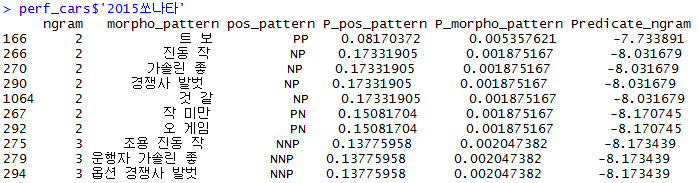 > perf_cars$'2015쏘나타'
ngram morpho_pattern pos_pattern P_pos_pattern P_morpho_pattern Predicate_ngram
166 2 트 보 PP 0.08170372 0.005357621 -7.733891
266 2 진동 작 NP 0.17331905 0.001875167 -8.031679
270 2 가솔린 좋 NP 0.17331905 0.001875167 -8.031679
290 2 경쟁사 발벗 NP 0.17331905 0.001875167 -8.031679
1064 2 것 같 NP 0.17331905 0.001875167 -8.031679
267 2 작 미만 PN 0.15081704 0.001875167 -8.170745
292 2 오 게임 PN 0.15081704 0.001875167 -8.170745
275 3 조용 진동 작 NNP 0.13775958 0.002047382 -8.173439
279 3 운행자 가솔린 좋 NNP 0.13775958 0.002047382 -8.173439
294 3 옵션 경쟁사 발벗 NNP 0.13775958 0.002047382 -8.173439